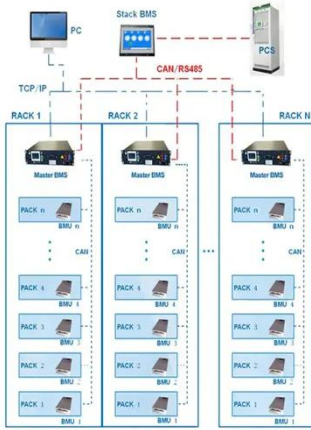 PC
Stack BMS
PCS
CAN/RS485
TCP/IP
RACK 1
RACK 2
RACK N
Master BMS
Master BMS
Master BMS
PACK n
BMU n
PACK n
BMU n
PACK n
BMU n
CAN
CAN
CAN
PACK 4
BMU 4
PACK 4
BMU 4
PACK 4
BMU 4
PACK 3
BMU 3
PACK 3
BMU 3
PACK 3
BMU 3
PACK 2
BMU 2
PACK 2
BMU 2
PACK 2
BMU 2
PACK 1
BMU 1
PACK 1
BMU 1
PACK 1
BMU 1